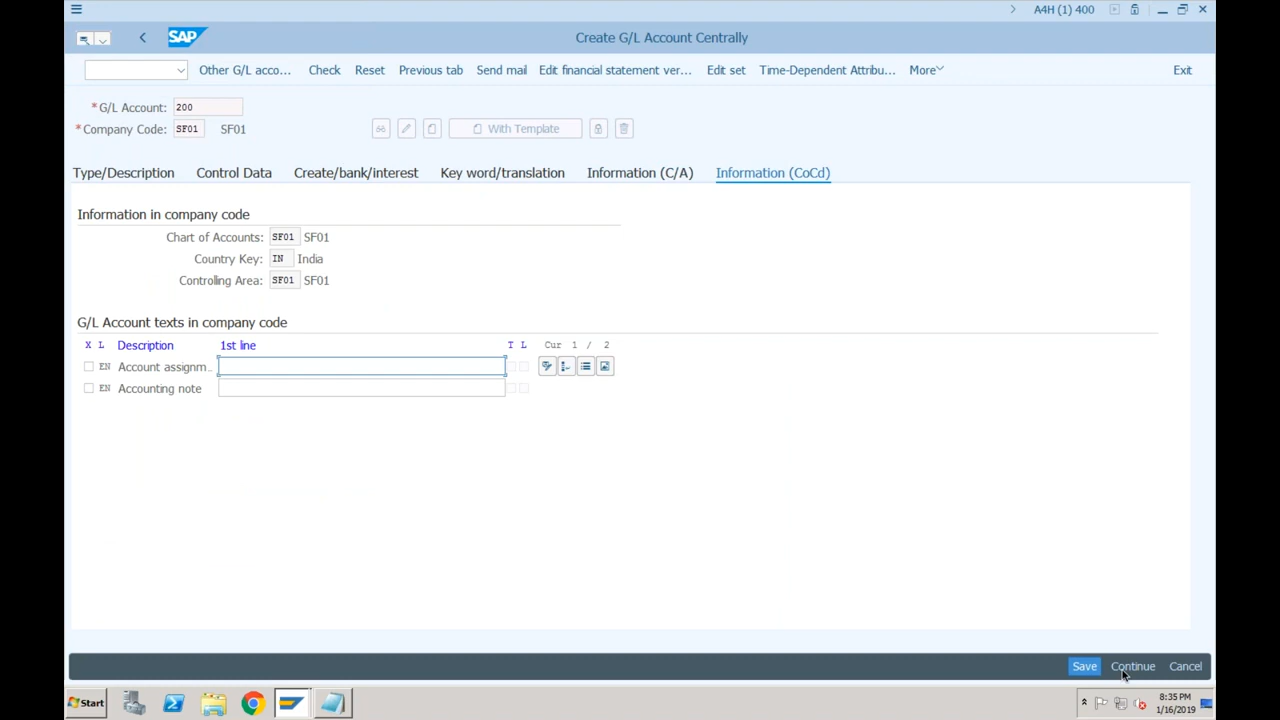 A4H (1) 400
SAP Create G/L Account Centrally
Other G/L acco... Check Reset Previous tab Send mail Edit financial statement ver... Edit set Time-Dependent Attribu... More Exit
*G/L Account: 200
*Company Code: SF01 SF01 With Template
Type/Description Control Data Create/bank/interest Key word/translation Information (C/A) Information (CoCd)
Information in company code
Chart of Accounts: SF01 SF01
Country Key: IN India
Controlling Area: SF01 SF01
G/L Account texts in company code
X L Description 1st line T L Cur 1 / 2
EN Account assignm..
EN Accounting note
Save Continue Cancel
Start 8:35 PM
1/16/2019